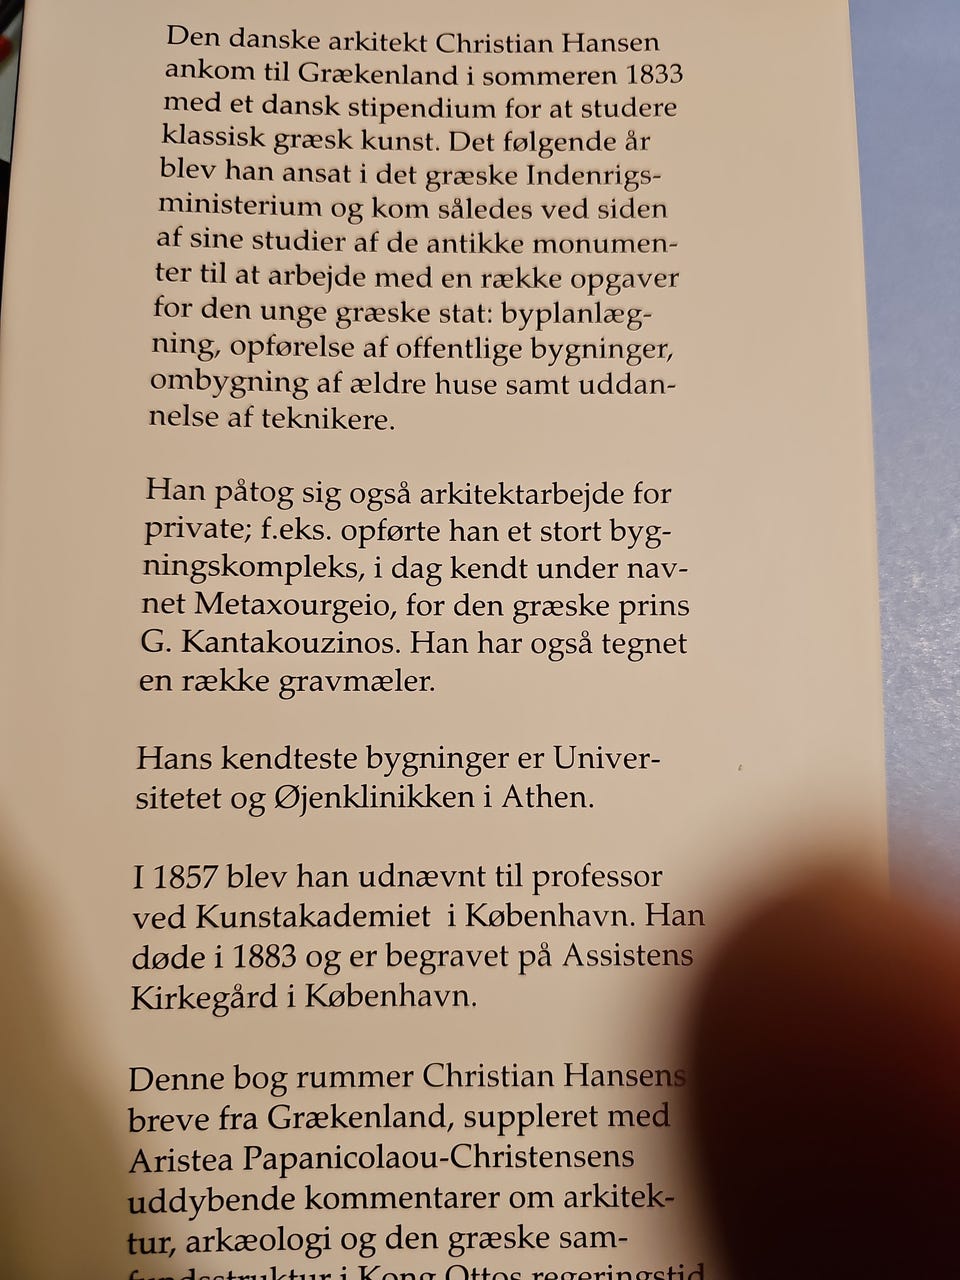 Den danske arkitekt Christian Hansen
ankom til Grækenland i sommeren 1833
med et dansk stipendium for at studere
klassisk græsk kunst. Det følgende år
blev han ansat i det græske Indenrigs-
ministerium og kom således ved siden
af sine studier af de antikke monumen-
ter til at arbejde med en række opgaver
for den unge græske stat: byplanlæg-
ning, opførelse af offentlige bygninger,
ombygning af ældre huse samt uddan-
nelse af teknikere.
Han påtog sig også arkitektarbejde for
private; f.eks. opførte han et stort byg-
ningskompleks, i dag kendt under nav-
net Metaxourgeio, for den græske prins
G. Kantakouzinos. Han har også tegnet
en række gravmæler.
Hans kendteste bygninger er Univer-
sitetet og Øjenklinikken i Athen.
I 1857 blev han udnævnt til professor
ved Kunstakademiet i København. Han
døde i 1883 og er begravet på Assistens
Kirkegård i København.
Denne bog rummer Christian Hansens
breve fra Grækenland, suppleret med
Aristea Papanicolaou-Christensens
uddybende kommentarer om arkitek-
tur, arkæologi og den græske sam-
fundsstruktur i Kong Ottos regeringstid